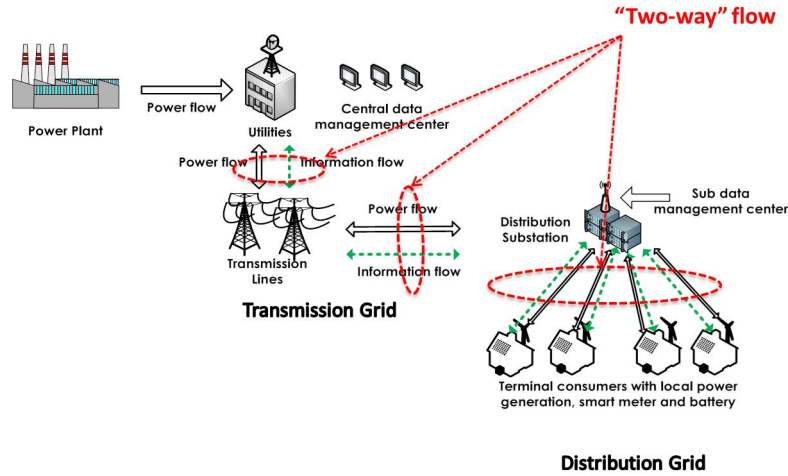 “Two-way” flow
Power flow
Power Plant
Utilities
Central data
management center
Power flow
Information flow
Transmission
Lines
Power flow
Information flow
Transmission Grid
Distribution
Substation
Sub data
management center
Terminal consumers with local power
generation, smart meter and battery
Distribution Grid